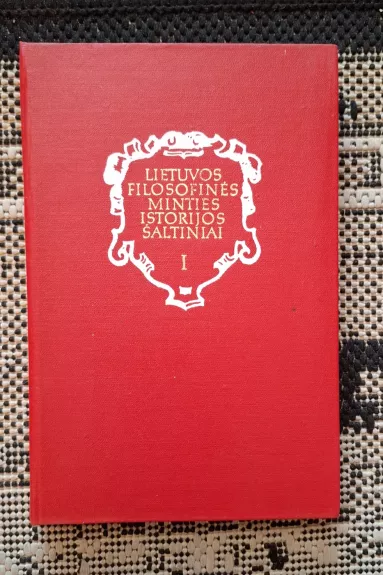 LIETUVOS
FILOSOFINĖS
MINTIES
ISTORIJOS
ŠALTINIAI
I